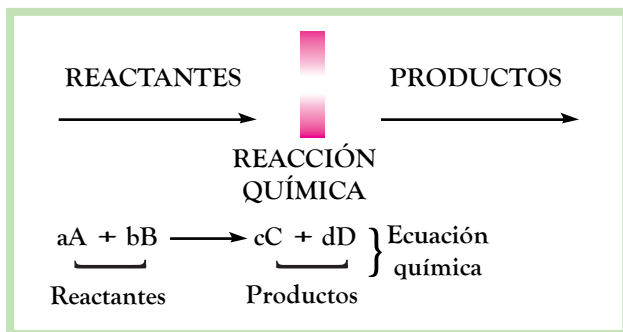 REACTANTES PRODUCTOS
REACCIÓN
QUÍMICA
aA + bB → cC + dD } Ecuación
química
Reactantes Productos